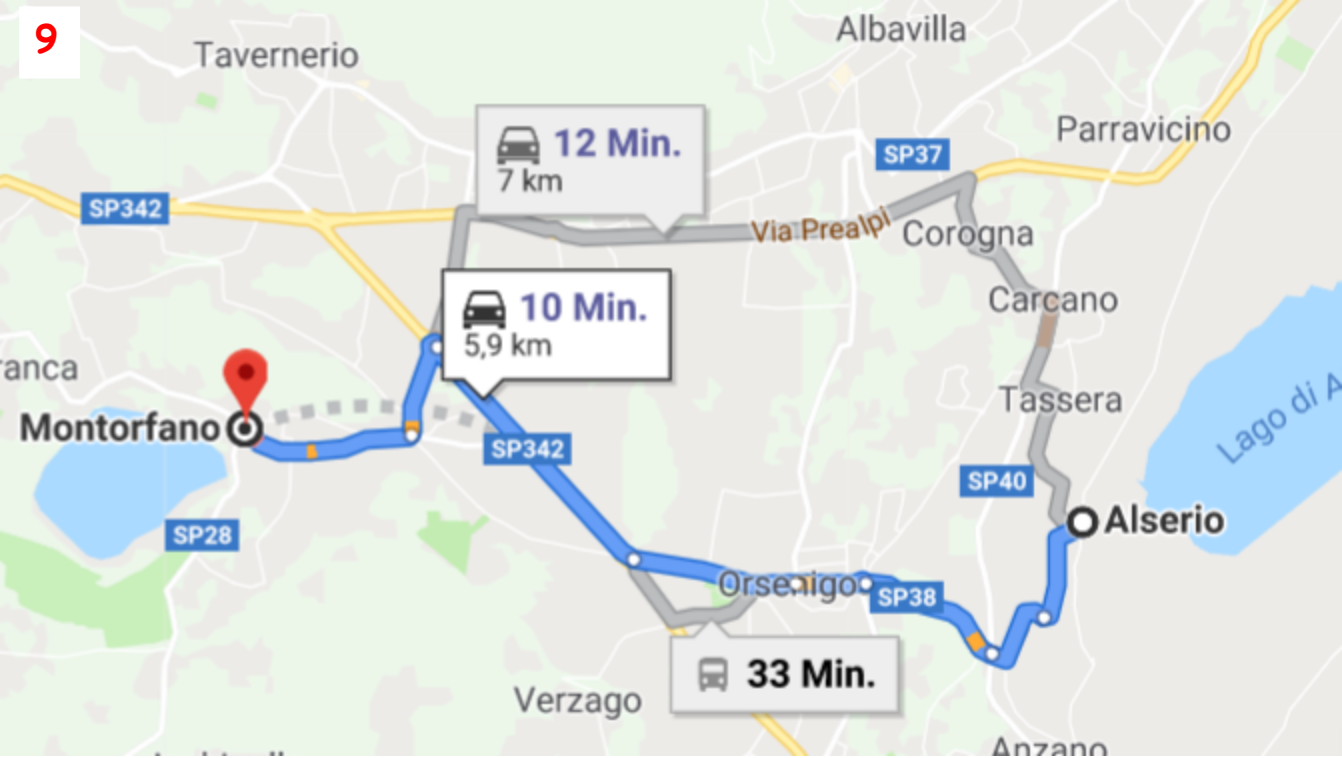 9
Albavilla
Tavernerio
Parravicino
12 Min.
7 km
SP37
SP342
Via Prealpi
Corogna
Carcano
10 Min.
5,9 km
ranca
Tassera
Montorfano
SP342
Lago di A
SP40
Alserio
SP28
Orsenigo
SP38
33 Min.
Verzago
Anzano